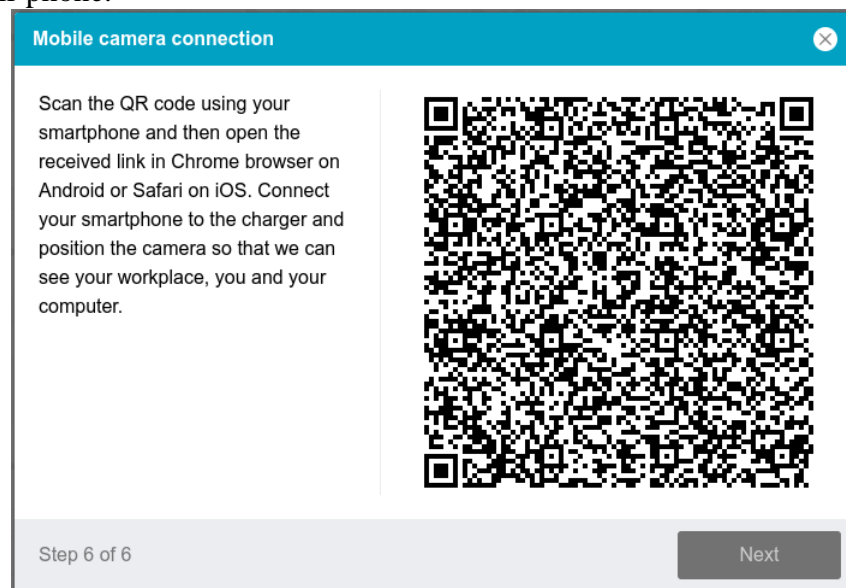 phone.
Mobile camera connection
Scan the QR code using your
smartphone and then open the
received link in Chrome browser on
Android or Safari on iOS. Connect
your smartphone to the charger and
position the camera so that we can
see your workplace, you and your
computer.
Step 6 of 6
Next